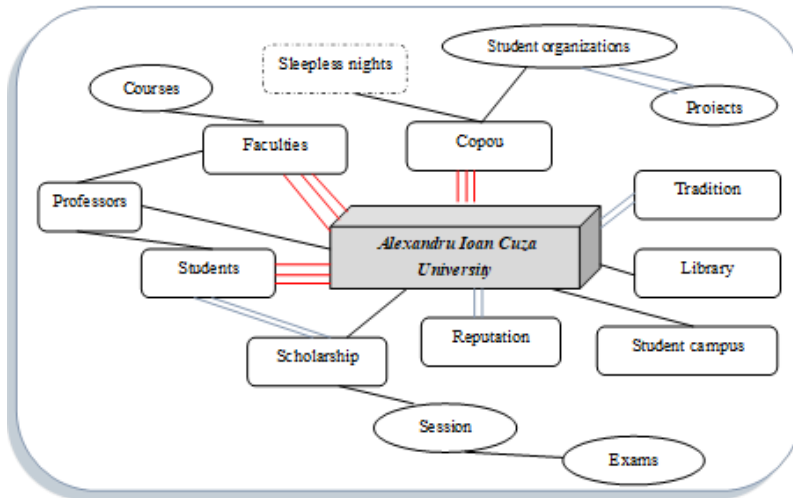 Student organizations
Sleepless nights
Courses
Projects
Faculties
Copou
Tradition
Professors
Alexandru Ioan Cuza
University
Students
Library
Reputation
Student campus
Scholarship
Session
Exams